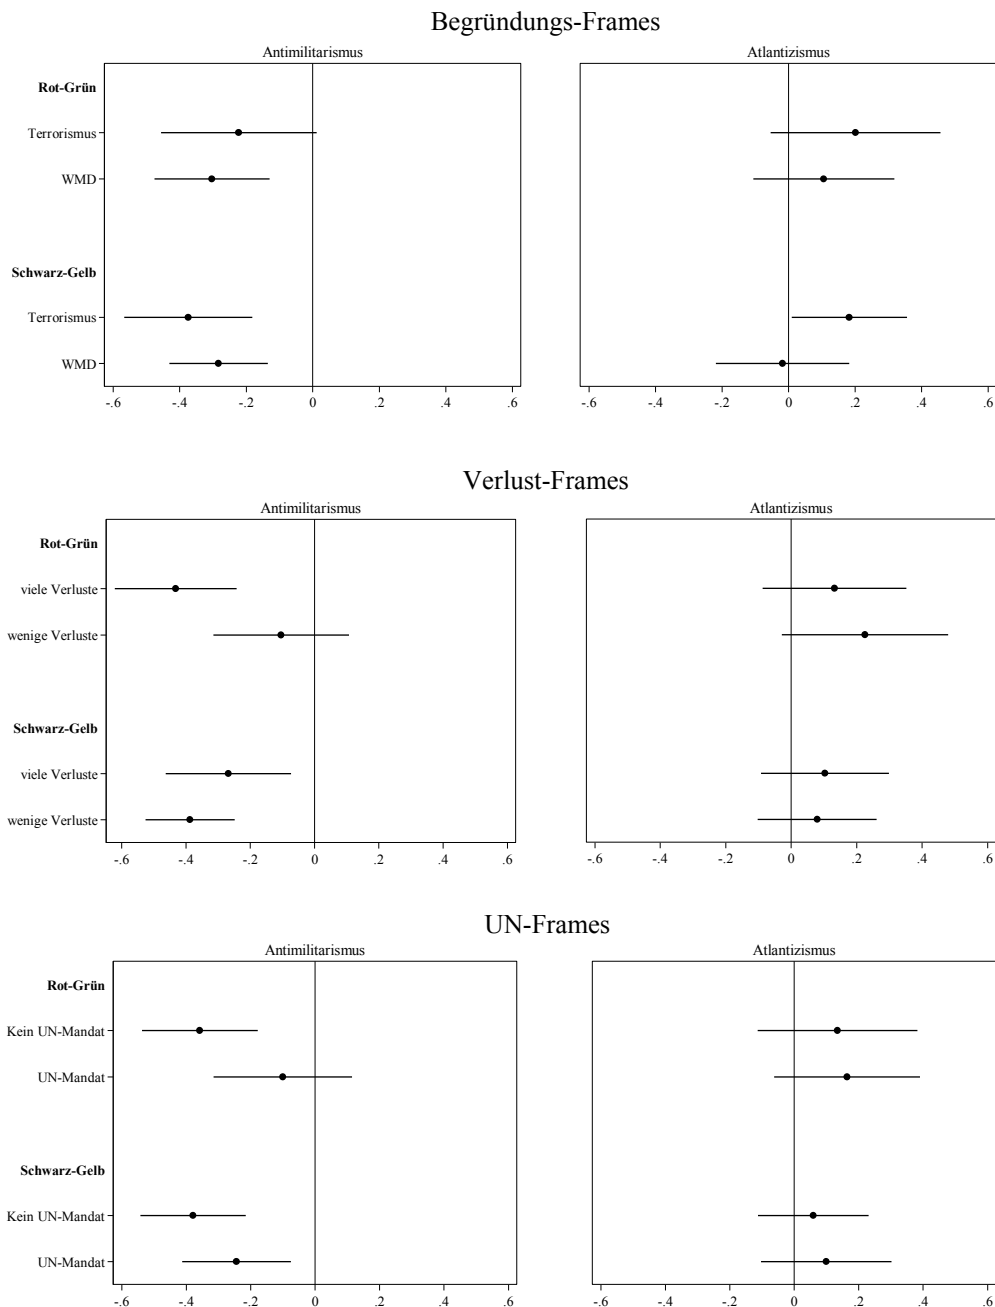 Begründungs-Frames
Antimilitarismus
Atlantizismus
Rot-Grün
Terrorismus
WMD
Schwarz-Gelb
Terrorismus
WMD
-.6 -.4 -.2 0 .2 .4 .6
-.6 -.4 -.2 0 .2 .4 .6
Verlust-Frames
Antimilitarismus
Atlantizismus
Rot-Grün
viele Verluste
wenige Verluste
Schwarz-Gelb
viele Verluste
wenige Verluste
-.6 -.4 -.2 0 .2 .4 .6
-.6 -.4 -.2 0 .2 .4 .6
UN-Frames
Antimilitarismus
Atlantizismus
Rot-Grün
Kein UN-Mandat
UN-Mandat
Schwarz-Gelb
Kein UN-Mandat
UN-Mandat
-.6 -.4 -.2 0 .2 .4 .6
-.6 -.4 -.2 0 .2 .4 .6